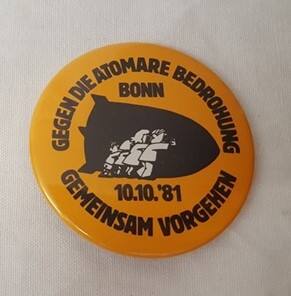 GEGEN DIE ATOMARE BEDROHUNG
BONN
10.10.'81
GEMEINSAM VORGEHEN